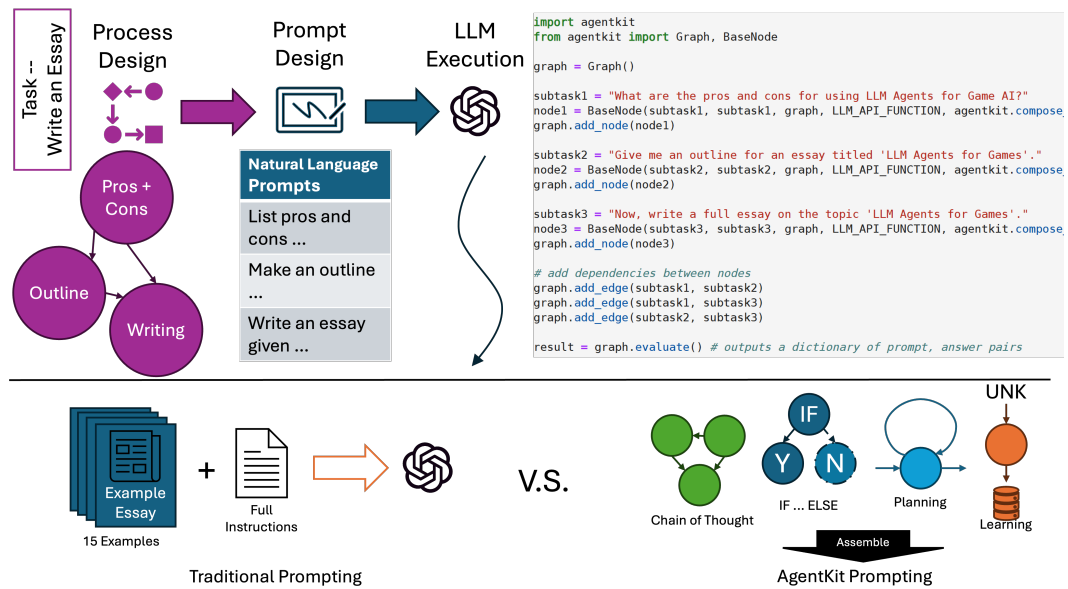 Task --
Write an Essay
Process
Design
Prompt
Design
LLM
Execution
Pros +
Cons
Outline
Writing
Natural Language
Prompts
List pros and
cons ...
Make an outline
...
Write an essay
given ...
import agentkit
from agentkit import Graph, BaseNode
graph = Graph()
subtask1 = "What are the pros and cons for using LLM Agents for Game AI?"
node1 = BaseNode(subtask1, subtask1, graph, LLM_API_FUNCTION, agentkit.compose_
graph.add_node(node1)
subtask2 = "Give me an outline for an essay titled 'LLM Agents for Games'."
node2 = BaseNode(subtask2, subtask2, graph, LLM_API_FUNCTION, agentkit.compose_
graph.add_node(node2)
subtask3 = "Now, write a full essay on the topic 'LLM Agents for Games'."
node3 = BaseNode(subtask3, subtask3, graph, LLM_API_FUNCTION, agentkit.compose_
graph.add_node(node3)
# add dependencies between nodes
graph.add_edge(subtask1, subtask2)
graph.add_edge(subtask1, subtask3)
graph.add_edge(subtask2, subtask3)
result = graph.evaluate() # outputs a dictionary of prompt, answer pairs
Example
Essay
15 Examples
+
Full
Instructions
Traditional Prompting
V.S.
Chain of Thought
IF
Y
N
IF ... ELSE
Planning
UNK
Learning
Assemble
AgentKit Prompting